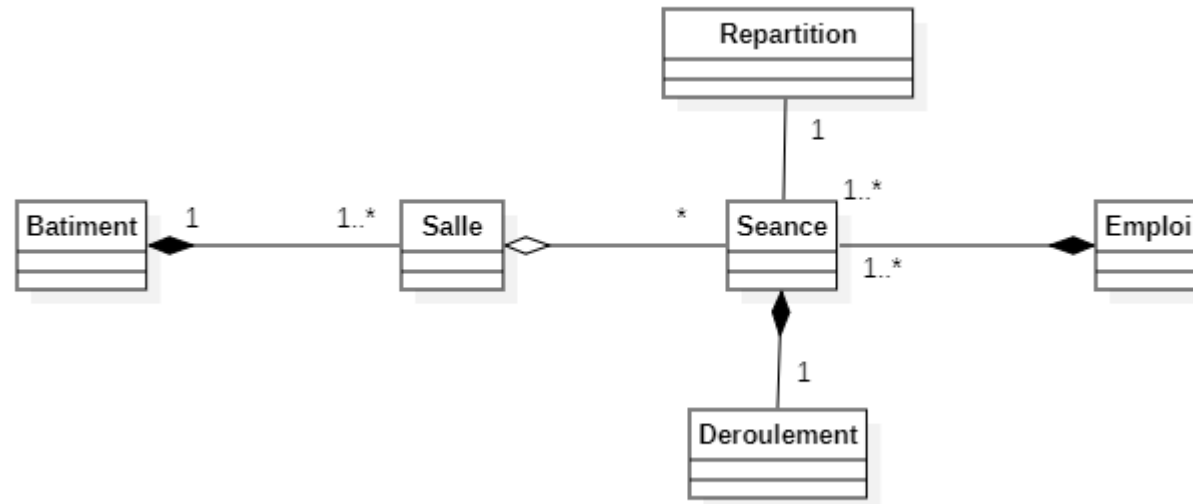 Repartition
1
1..*
Batiment
1
1..*
Salle
*
Seance
1..*
Emploi
1
Deroulement